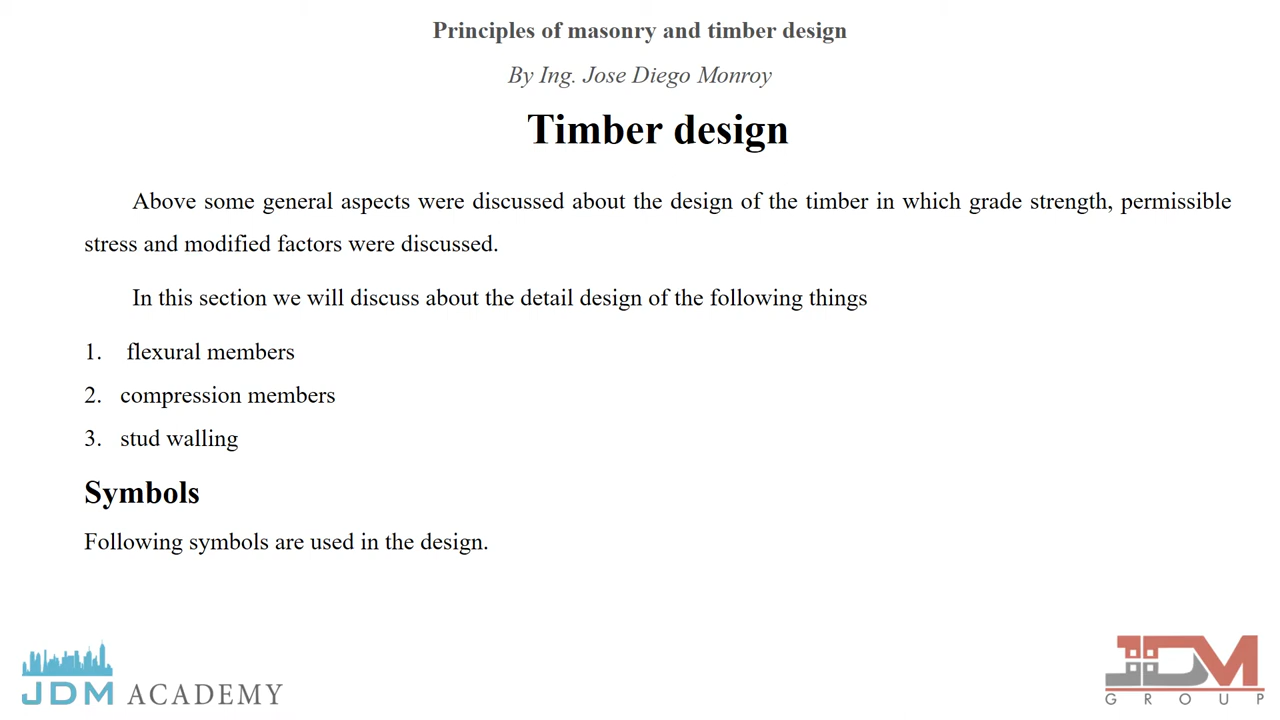 Principles of masonry and timber design
By Ing. Jose Diego Monroy
Timber design
Above some general aspects were discussed about the design of the timber in which grade strength, permissible
stress and modified factors were discussed.
In this section we will discuss about the detail design of the following things
1. flexural members
2. compression members
3. stud walling
Symbols
Following symbols are used in the design.
JDM ACADEMY
JDM
GROUP